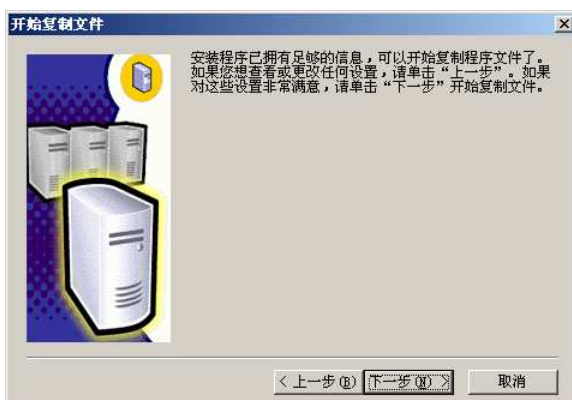 开始复制文件
安装程序已拥有足够的信息，可以开始复制程序文件了。
如果您想查看或更改任何设置，请单击“上一步”。如果
对这些设置非常满意，请单击“下一步”开始复制文件。
< 上一步(B) 下一步(N) > 取消